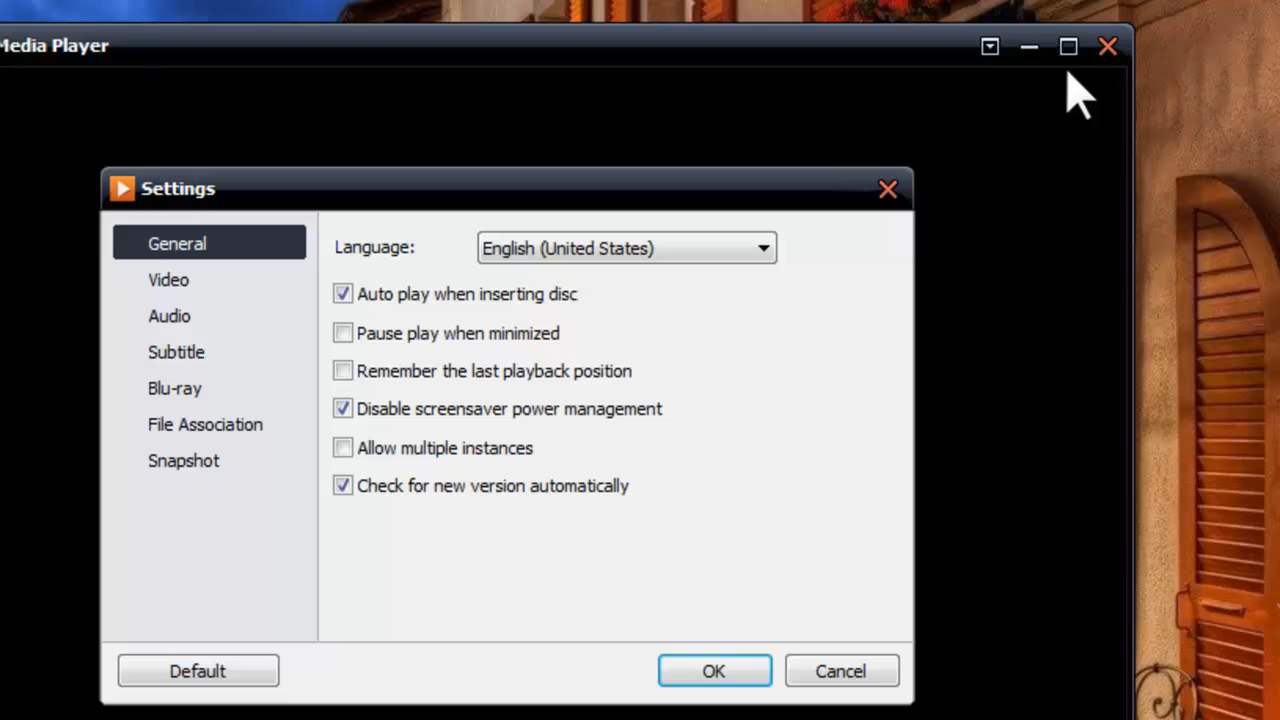 Media Player
Settings
General
Video
Audio
Subtitle
Blu-ray
File Association
Snapshot
Language: English (United States)
Auto play when inserting disc
Pause play when minimized
Remember the last playback position
Disable screensaver power management
Allow multiple instances
Check for new version automatically
Default OK Cancel